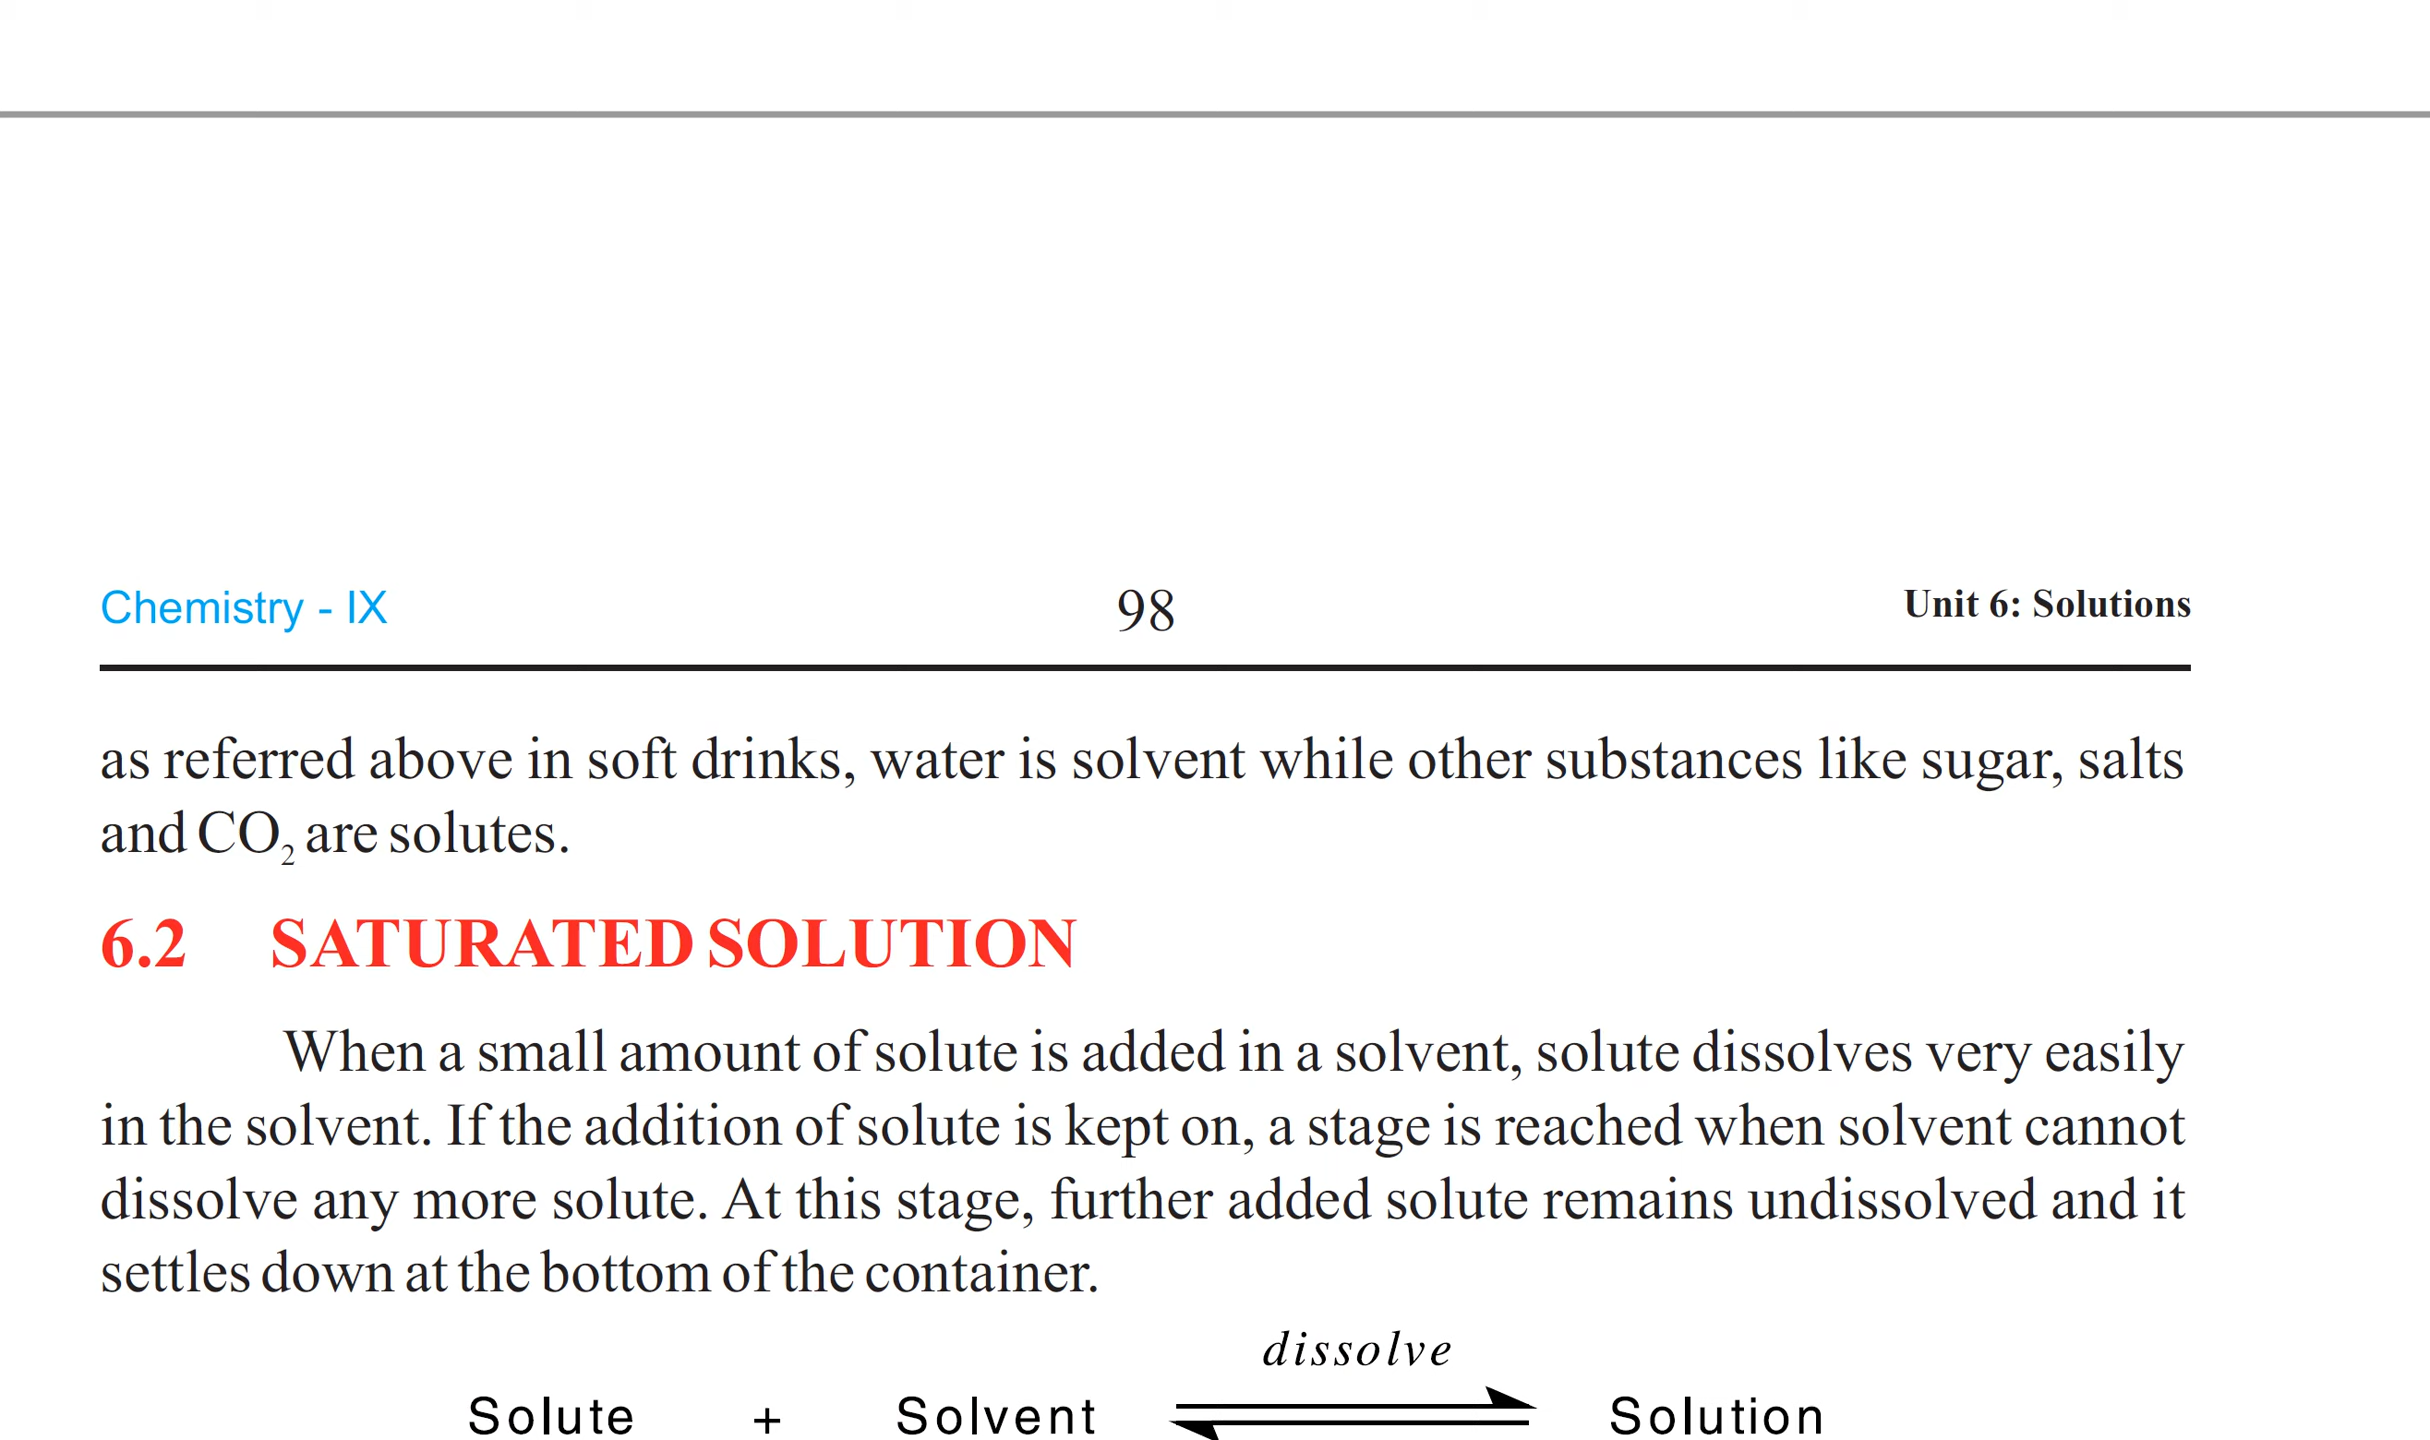 Chemistry - IX 98 Unit 6: Solutions
as referred above in soft drinks, water is solvent while other substances like sugar, salts
and CO₂ are solutes.
6.2 SATURATED SOLUTION
When a small amount of solute is added in a solvent, solute dissolves very easily
in the solvent. If the addition of solute is kept on, a stage is reached when solvent cannot
dissolve any more solute. At this stage, further added solute remains undissolved and it
settles down at the bottom of the container.
dissolve
Solute + Solvent ⇌ Solution